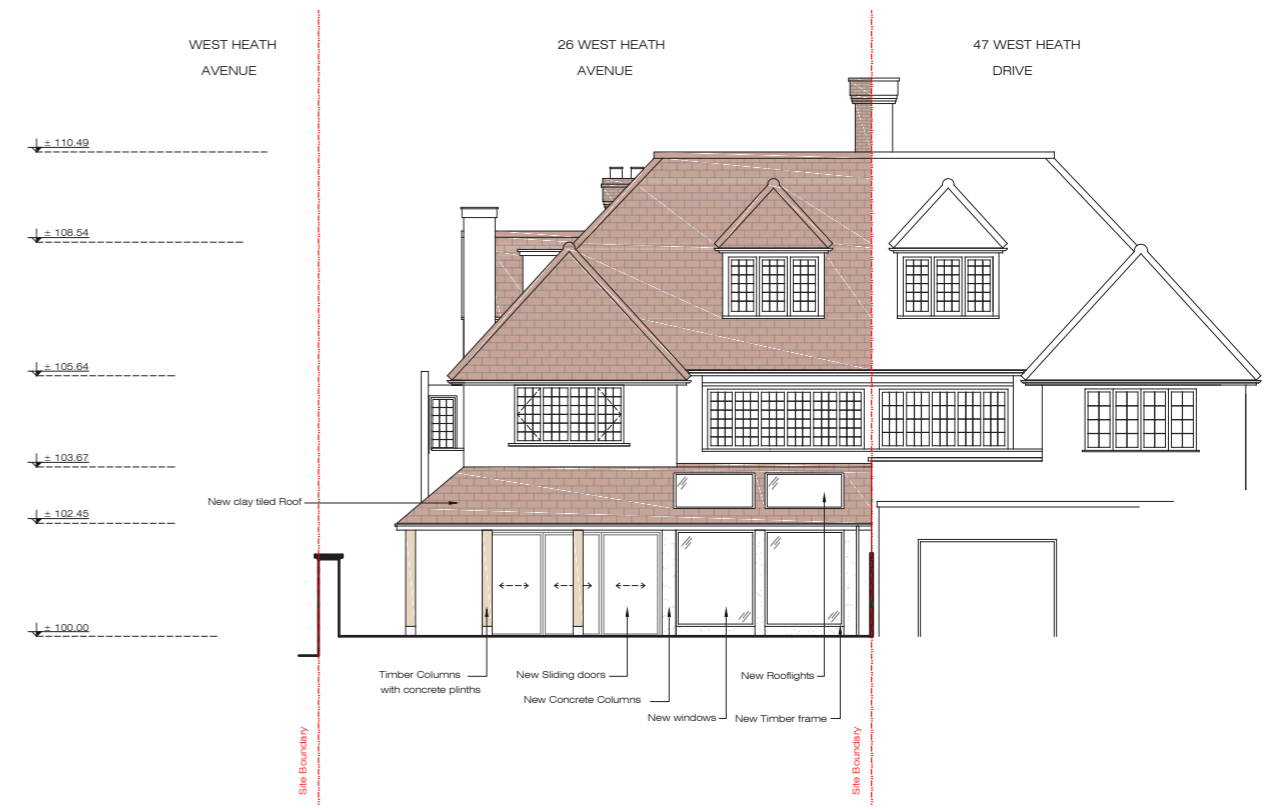 WEST HEATH
AVENUE
26 WEST HEATH
AVENUE
47 WEST HEATH
DRIVE
± 110.49
± 108.54
± 105.64
± 103.67
New clay tiled Roof
± 102.45
± 100.00
Timber Columns
with concrete plinths
New Sliding doors
New Concrete Columns
New windows
New Rooflights
New Timber frame
Site Boundary
Site Boundary